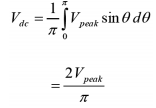 V_dc = 1/π ∫_0^π V_peak sin θ dθ
= 2V_peak/π